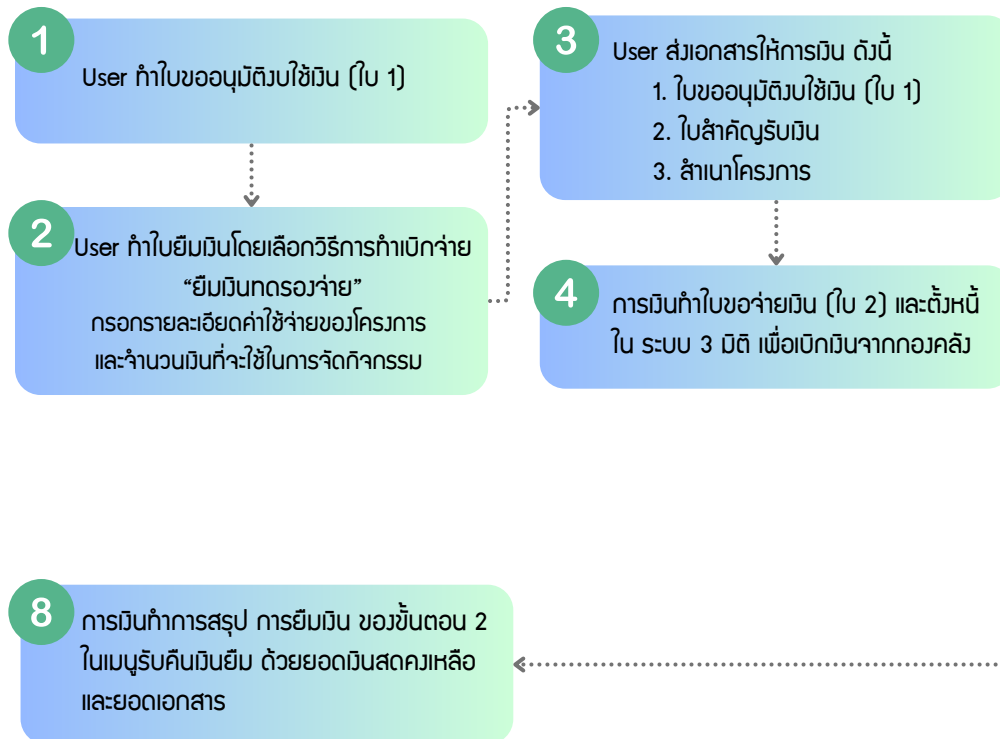 1
User ทำใบขออนุมัติงบใช้เงิน (ใบ 1)
2
User ทำใบยืมเงินโดยเลือกวิธีการทำเบิกจ่าย
“ยืมเงินทดรองจ่าย”
กรอกรายละเอียดค่าใช้จ่ายของโครงการ
และจำนวนเงินที่จะใช้ในการจัดกิจกรรม
3
User ส่งเอกสารให้การเงิน ดังนี้
1. ใบขออนุมัติงบใช้เงิน (ใบ 1)
2. ใบสำคัญรับเงิน
3. สำเนาโครงการ
4
การเงินทำใบขอจ่ายเงิน (ใบ 2) และตั้งหนี้
ใน ระบบ 3 มิติ เพื่อเบิกเงินจากกองคลัง
8
การเงินทำการสรุป การยืมเงิน ของขั้นตอน 2
ในเมนูรับคืนเงินยืม ด้วยยอดเงินสดคงเหลือ
และยอดเอกสาร